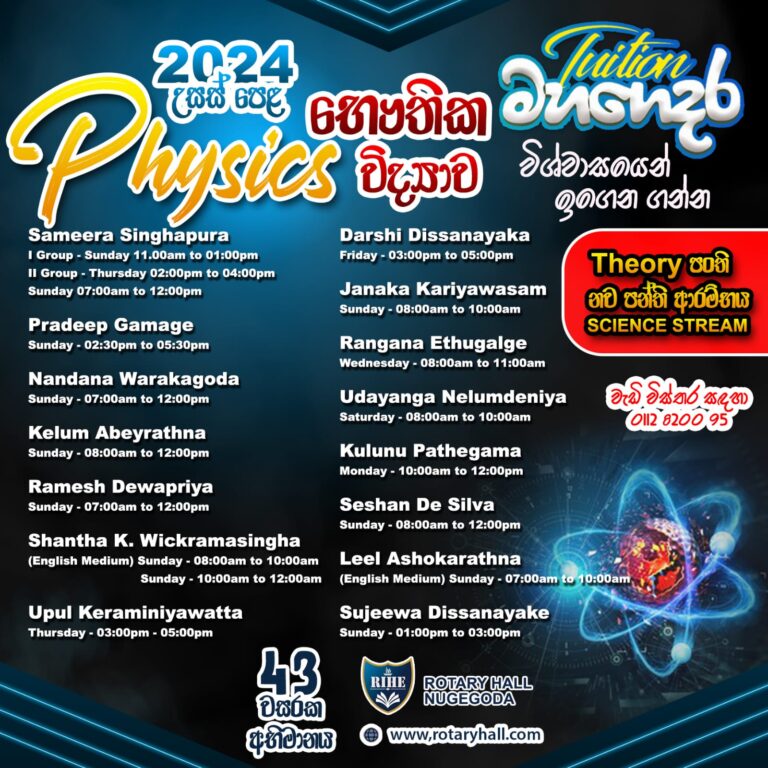 2024
උසස් පෙළ
Physics
භෞතික
විද්‍යාව
Tuition
මහගෙදර
විශ්වාසයෙන්
ඉගෙන ගන්න
Sameera Singhapura
I Group - Sunday 11.00am to 01:00pm
II Group - Thursday 02:00pm to 04:00pm
Sunday 07:00am to 12:00pm
Pradeep Gamage
Sunday - 02:30pm to 05:30pm
Nandana Warakagoda
Sunday - 07:00am to 12:00pm
Kelum Abeyrathna
Sunday - 08:00am to 12:00pm
Ramesh Dewapriya
Sunday - 07:00am to 12:00pm
Shantha K. Wickramasingha
(English Medium) Sunday - 08:00am to 10:00am
Sunday - 10:00am to 12:00am
Upul Keraminiyawatta
Thursday - 03:00pm - 05:00pm
Darshi Dissanayaka
Friday - 03:00pm to 05:00pm
Janaka Kariyawasam
Sunday - 08:00am to 10:00am
Rangana Ethugalge
Wednesday - 08:00am to 11:00am
Udayanga Nelumdeniya
Saturday - 08:00am to 10:00am
Kulunu Pathegama
Monday - 10:00am to 12:00pm
Seshan De Silva
Sunday - 08:00am to 12:00pm
Leel Ashokarathna
(English Medium) Sunday - 07:00am to 10:00am
Sujeewa Dissanayake
Sunday - 01:00pm to 03:00pm
Theory පංති
නව පන්ති ආරම්භය
SCIENCE STREAM
වැඩි විස්තර සඳහා
0112 8200 95
43
වසරක
අභිමානය
RIHE
ROTARY HALL
NUGEGODA
www.rotaryhall.com